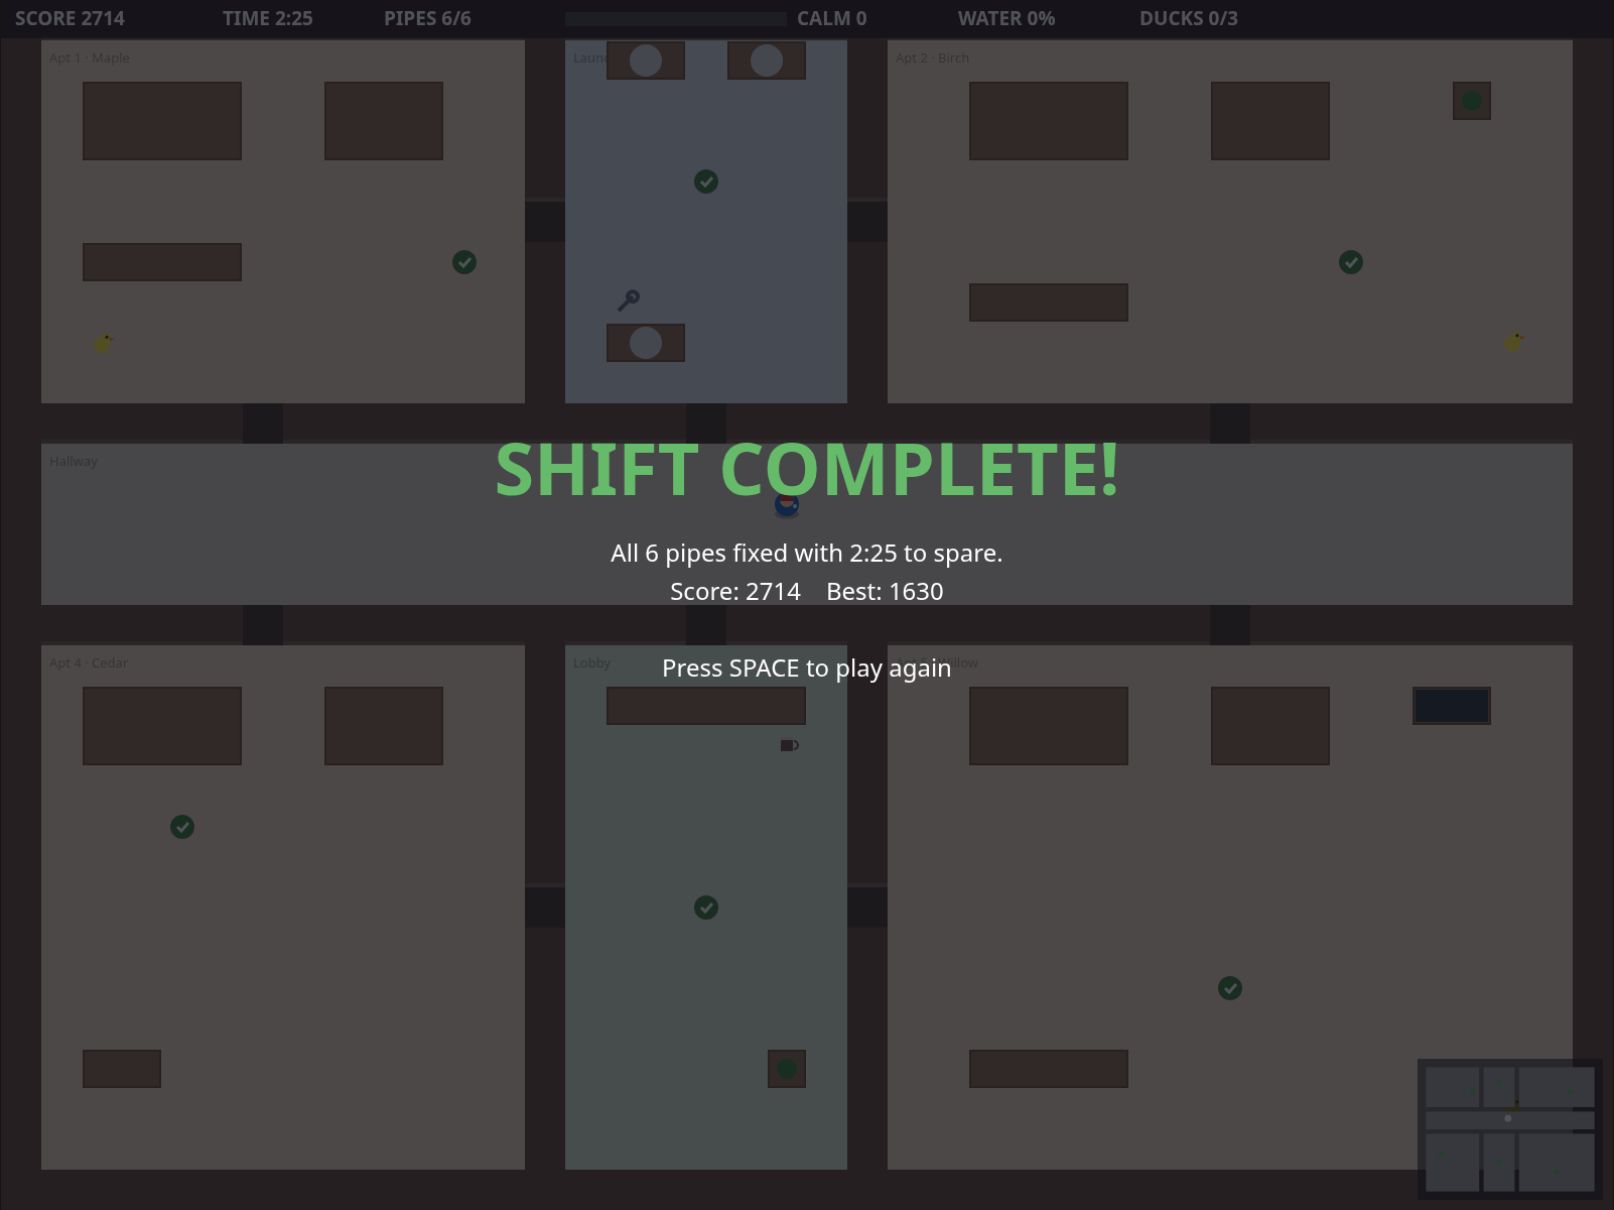 SCORE 2714 TIME 2:25 PIPES 6/6 CALM 0 WATER 0% DUCKS 0/3
Apt 1 · Maple
Apt 2 · Birch
Hallway
SHIFT COMPLETE!
All 6 pipes fixed with 2:25 to spare.
Score: 2714 Best: 1630
Apt 4 · Cedar
Lobby
Press SPACE to play again